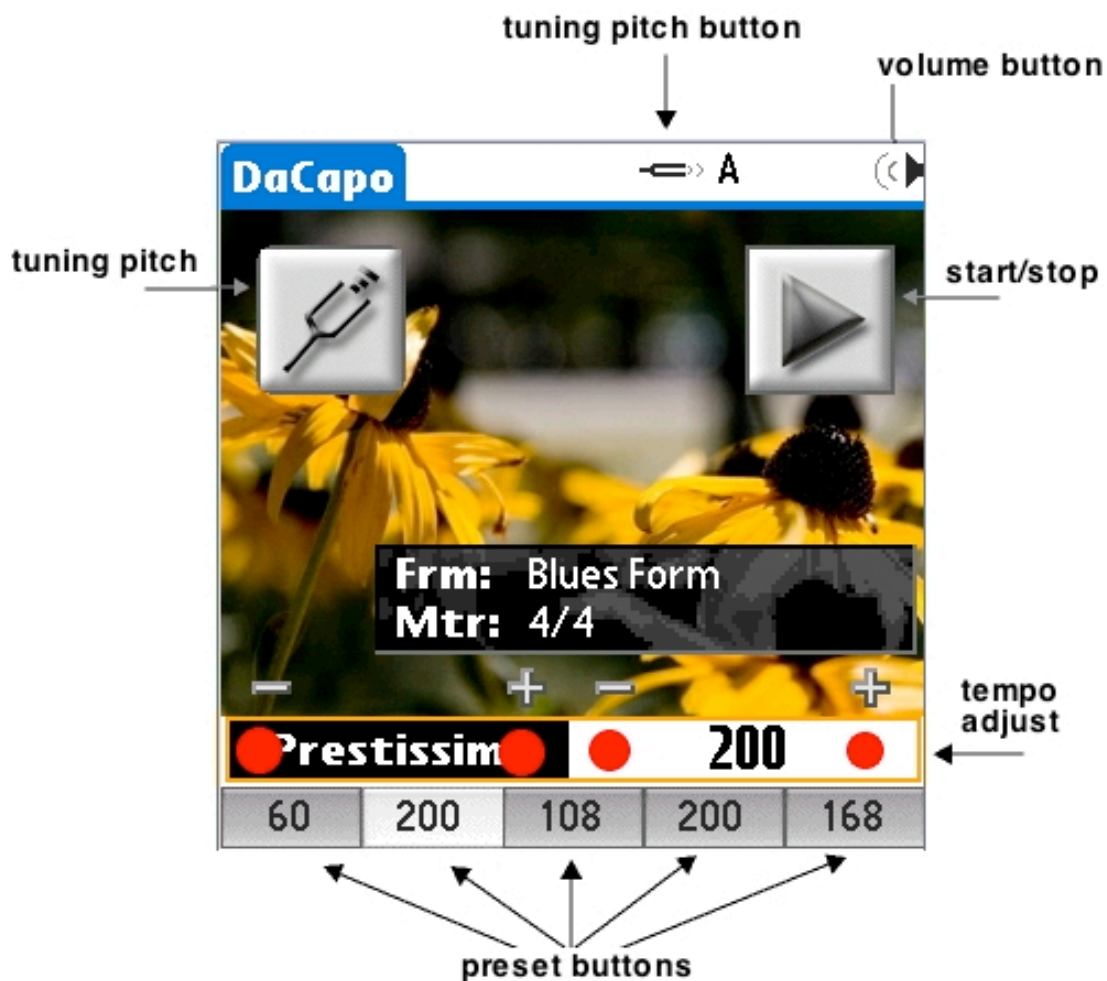 tuning pitch button
volume button
DaCapo
A
tuning pitch
start/stop
Frm: Blues Form
Mtr: 4/4
tempo
adjust
Prestissim
200
60 200 108 200 168
preset buttons